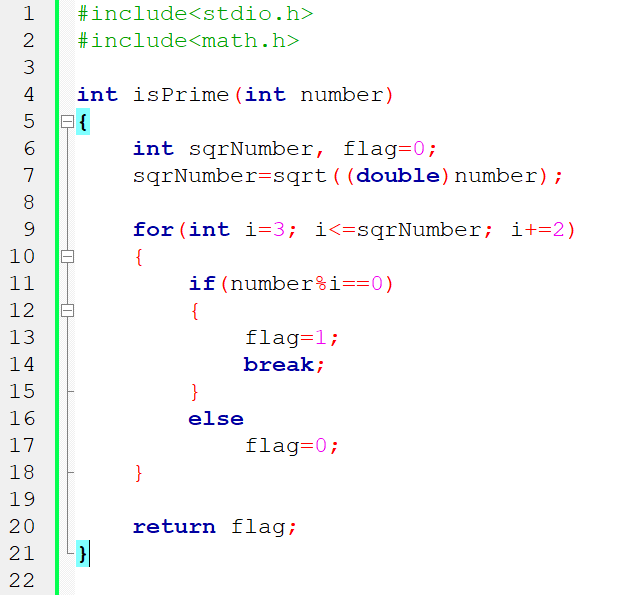 1 #include<stdio.h>
2 #include<math.h>
3
4 int isPrime(int number)
5 {
6 int sqrNumber, flag=0;
7 sqrNumber=sqrt((double)number);
8
9 for(int i=3; i<=sqrNumber; i+=2)
10 {
11 if(number%i==0)
12 {
13 flag=1;
14 break;
15 }
16 else
17 flag=0;
18 }
19
20 return flag;
21 }
22